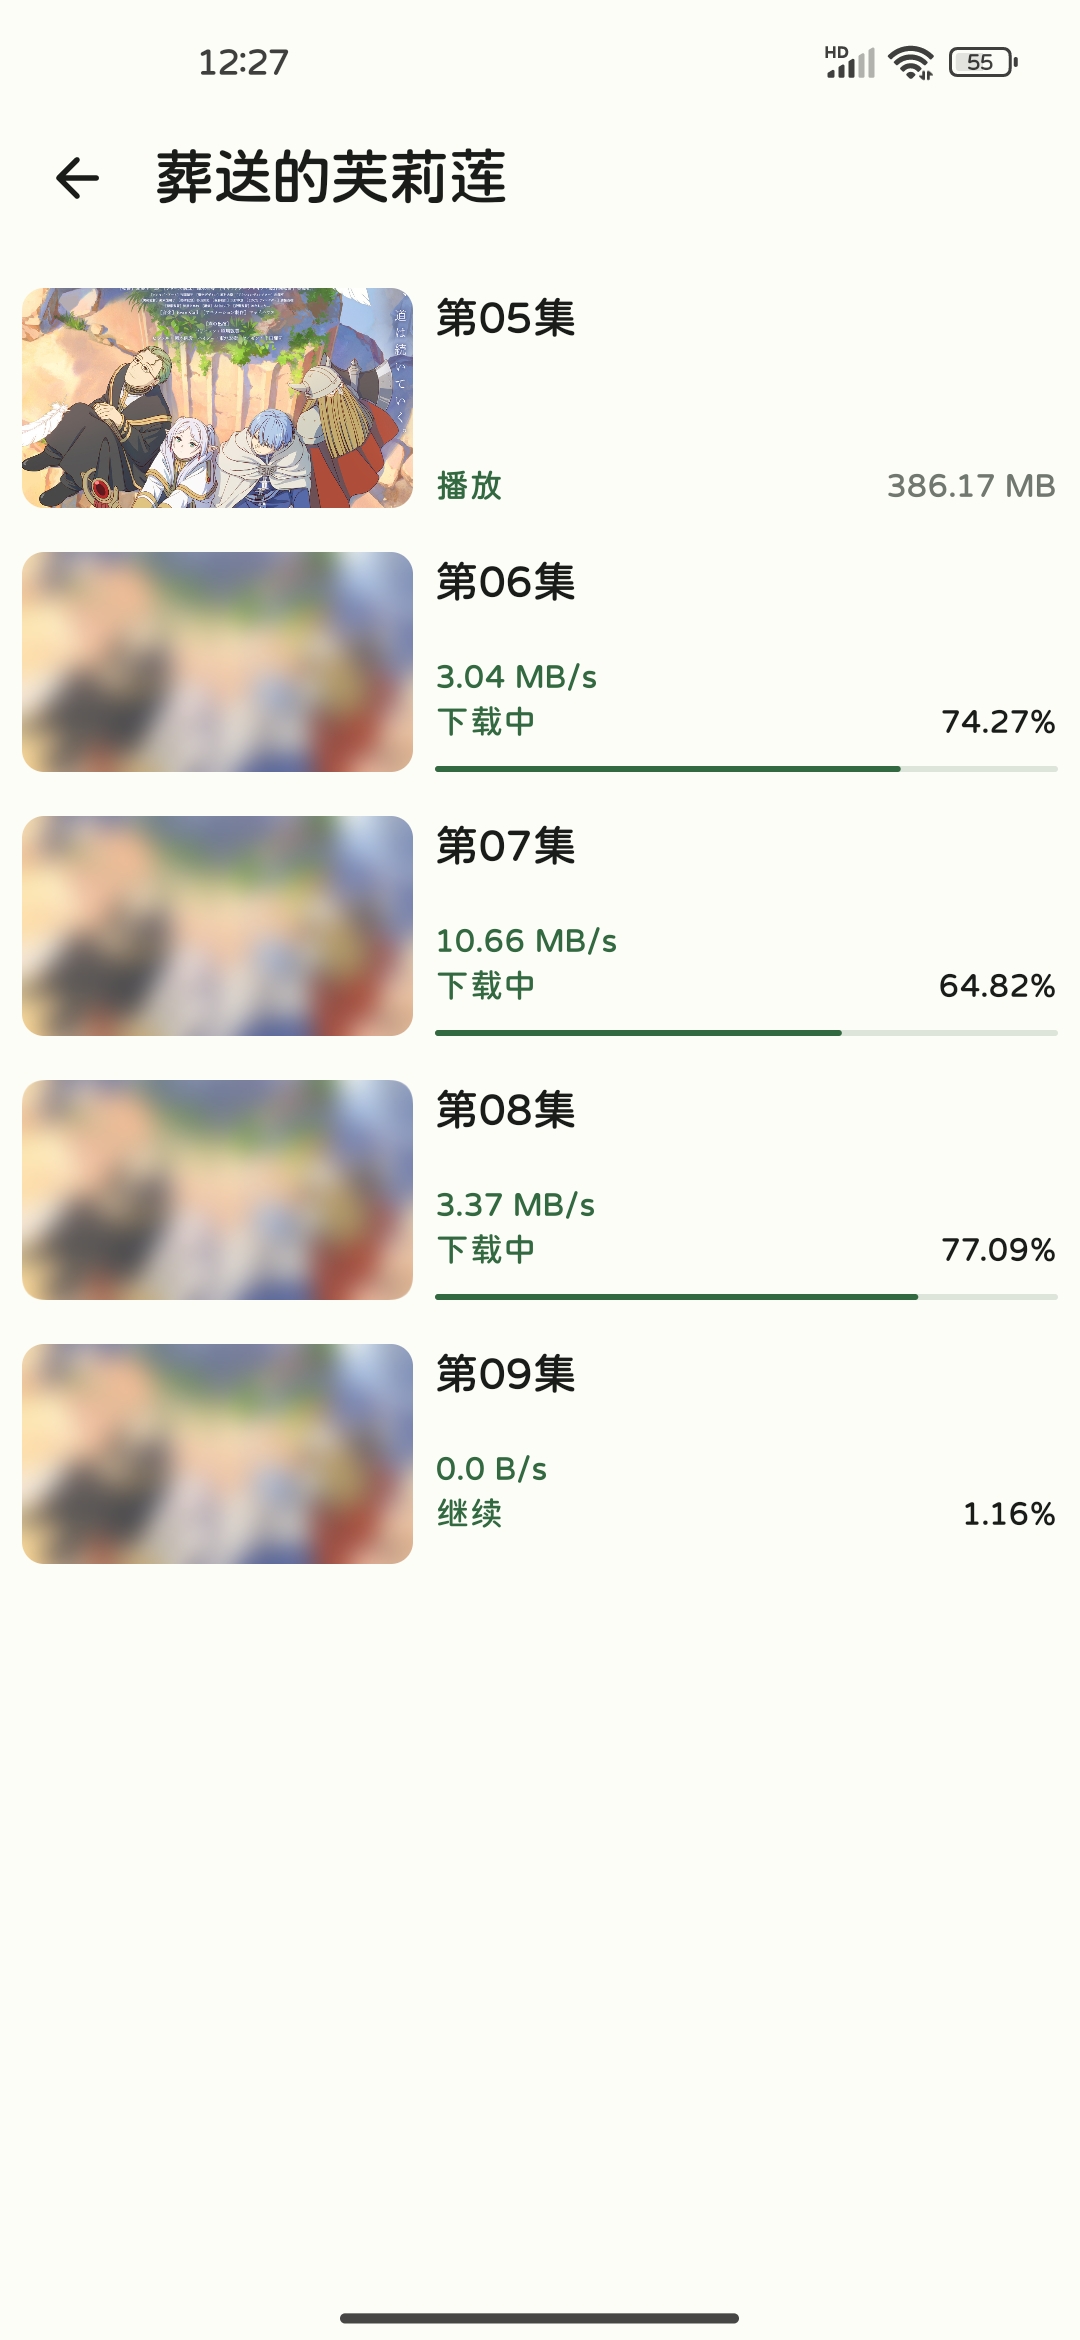 12:27
HD
55
葬送的芙莉莲
道は続いていく
第05集
播放
386.17 MB
第06集
3.04 MB/s
下载中
74.27%
第07集
10.66 MB/s
下载中
64.82%
第08集
3.37 MB/s
下载中
77.09%
第09集
0.0 B/s
继续
1.16%